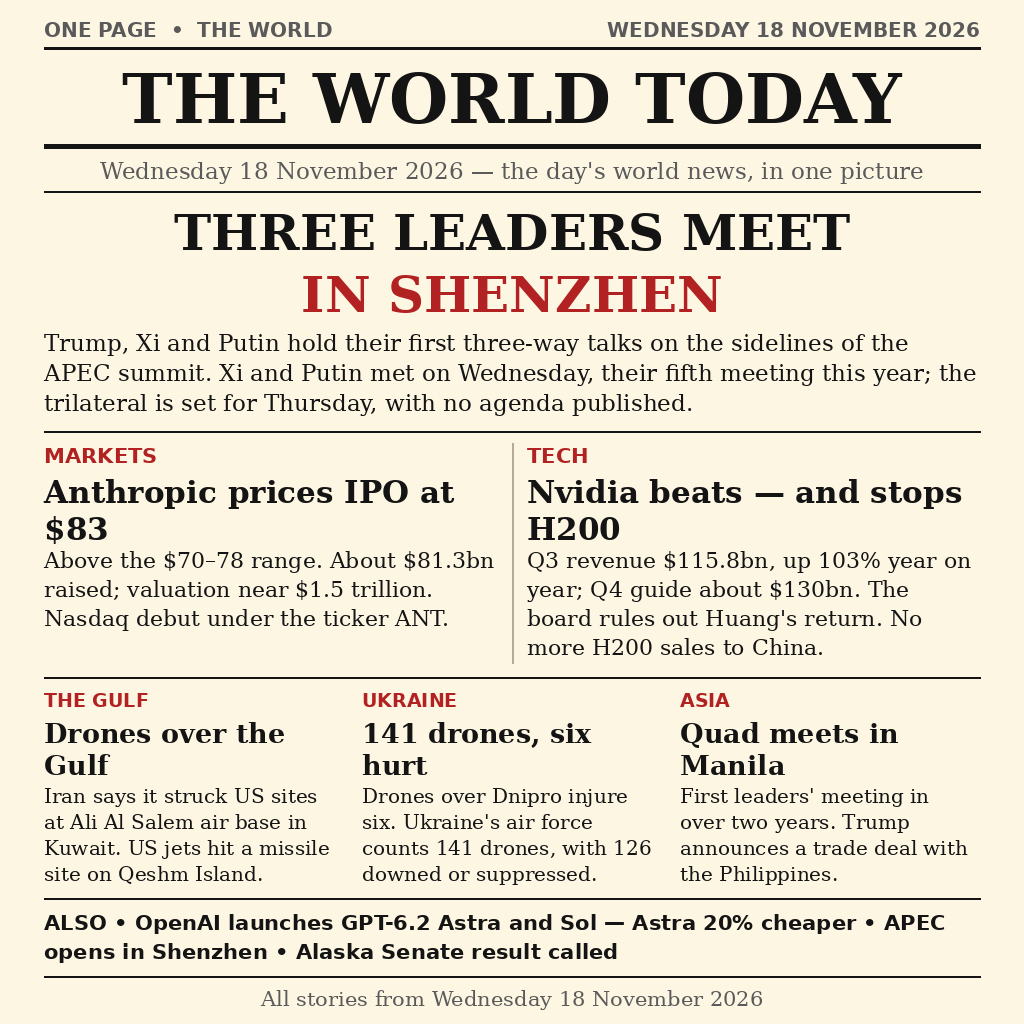 ONE PAGE • THE WORLD
WEDNESDAY 18 NOVEMBER 2026
THE WORLD TODAY
Wednesday 18 November 2026 — the day's world news, in one picture
THREE LEADERS MEET
IN SHENZHEN
Trump, Xi and Putin hold their first three-way talks on the sidelines of the
APEC summit. Xi and Putin met on Wednesday, their fifth meeting this year; the
trilateral is set for Thursday, with no agenda published.
MARKETS
Anthropic prices IPO at
$83
Above the $70–78 range. About $81.3bn
raised; valuation near $1.5 trillion.
Nasdaq debut under the ticker ANT.
TECH
Nvidia beats — and stops
H200
Q3 revenue $115.8bn, up 103% year on
year; Q4 guide about $130bn. The
board rules out Huang's return. No
more H200 sales to China.
THE GULF
Drones over the
Gulf
Iran says it struck US sites
at Ali Al Salem air base in
Kuwait. US jets hit a missile
site on Qeshm Island.
UKRAINE
141 drones, six
hurt
Drones over Dnipro injure
six. Ukraine's air force
counts 141 drones, with 126
downed or suppressed.
ASIA
Quad meets in
Manila
First leaders' meeting in
over two years. Trump
announces a trade deal with
the Philippines.
ALSO • OpenAI launches GPT-6.2 Astra and Sol — Astra 20% cheaper • APEC
opens in Shenzhen • Alaska Senate result called
All stories from Wednesday 18 November 2026